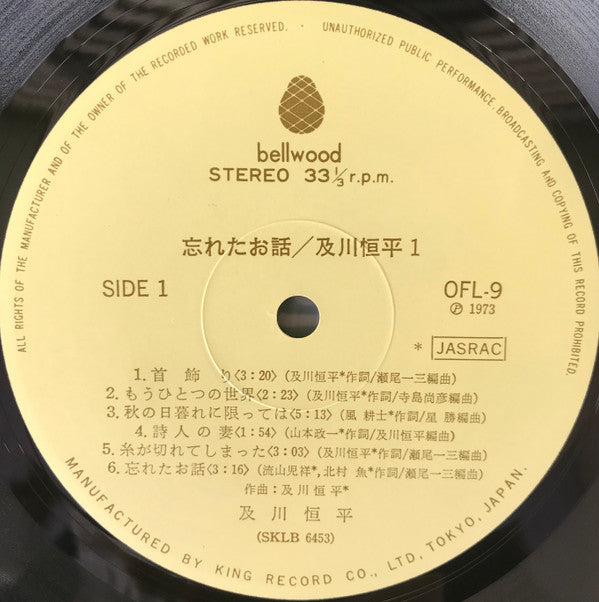 ALL RIGHTS OF THE MANUFACTURER AND OF THE OWNER OF THE RECORDED WORK RESERVED. · UNAUTHORIZED PUBLIC PERFORMANCE, BROADCASTING AND COPYING OF THIS RECORD PROHIBITED.
bellwood
STEREO 33⅓ r.p.m.
忘れたお話／及川恒平 1
SIDE 1
OFL-9
Ⓟ 1973
* JASRAC
1. 首飾り〈3:20〉(及川恒平*作詞/瀬尾一三編曲)
2. もうひとつの世界〈2:23〉(及川恒平*作詞/寺島尚彦編曲)
3. 秋の日暮れに限っては〈5:13〉(風 耕士*作詞/星 勝編曲)
4. 詩人の妻〈1:54〉(山本政一*作詞/及川恒平編曲)
5. 糸が切れてしまった〈3:03〉(及川恒平*作詞/瀬尾一三編曲)
6. 忘れたお話〈3:16〉(流山児祥*,北村 魚*作詞/瀬尾一三編曲)
作曲:及川恒平*
及川恒平
(SKLB 6453)
MANUFACTURED BY KING RECORD CO., LTD, TOKYO, JAPAN.